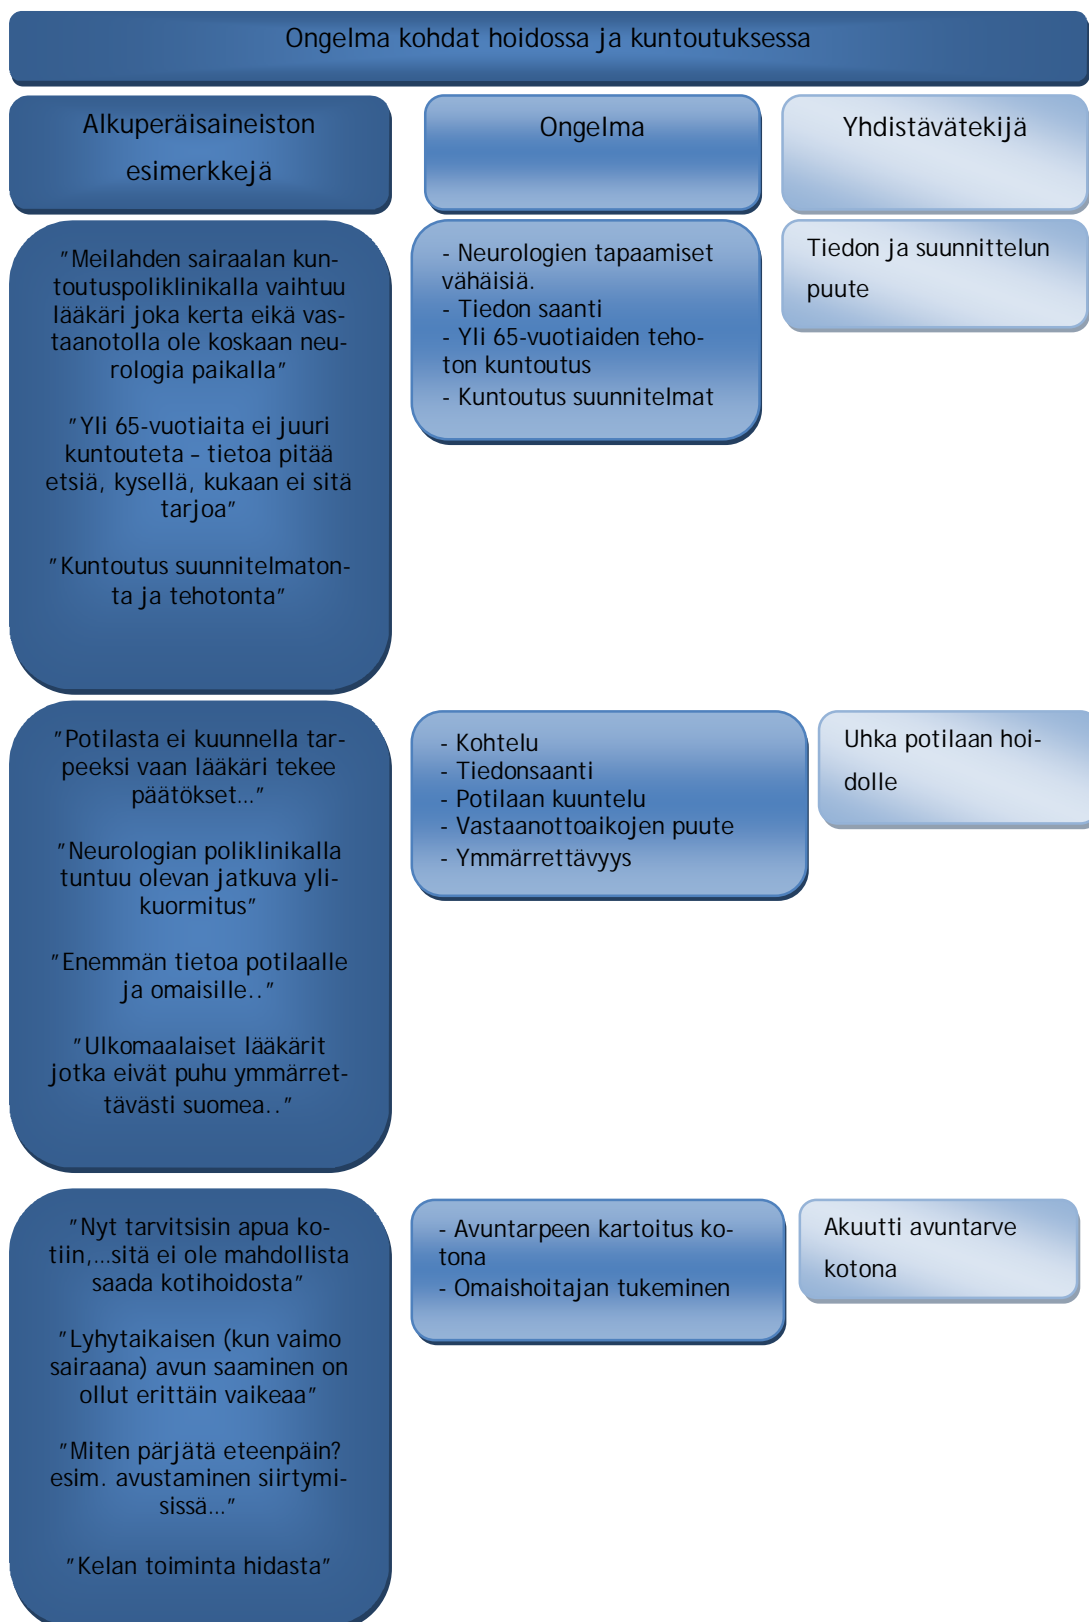 Ongelma kohdat hoidossa ja kuntoutuksessa
Alkuperäisaineiston
esimerkkejä
Ongelma
Yhdistävätekijä
"Meilahden sairaalan kun-
toutuspoliklinikalla vaihtuu
lääkäri joka kerta eikä vas-
taanotolla ole koskaan neu-
rologia paikalla"
"Yli 65-vuotiaita ei juuri
kuntouteta – tietoa pitää
etsiä, kysellä, kukaan ei sitä
tarjoa"
"Kuntoutus suunnitelmaton-
ta ja tehotonta"
- Neurologien tapaamiset
vähäisiä.
- Tiedon saanti
- Yli 65-vuotiaiden teho-
ton kuntoutus
- Kuntoutus suunnitelmat
Tiedon ja suunnittelun
puute
"Potilasta ei kuunnella tar-
peeksi vaan lääkäri tekee
päätökset…"
"Neurologian poliklinikalla
tuntuu olevan jatkuva yli-
kuormitus"
"Enemmän tietoa potilaalle
ja omaisille.."
"Ulkomaalaiset lääkärit
jotka eivät puhu ymmärret-
tävästi suomea.."
- Kohtelu
- Tiedonsaanti
- Potilaan kuuntelu
- Vastaanottoaikojen puute
- Ymmärrettävyys
Uhka potilaan hoi-
dolle
"Nyt tarvitsisin apua ko-
tiin,…sitä ei ole mahdollista
saada kotihoidosta"
"Lyhytaikaisen (kun vaimo
sairaana) avun saaminen on
ollut erittäin vaikeaa"
"Miten pärjätä eteenpäin?
esim. avustaminen siirtymi-
sissä…"
"Kelan toiminta hidasta"
- Avuntarpeen kartoitus ko-
tona
- Omaishoitajan tukeminen
Akuutti avuntarve
kotona